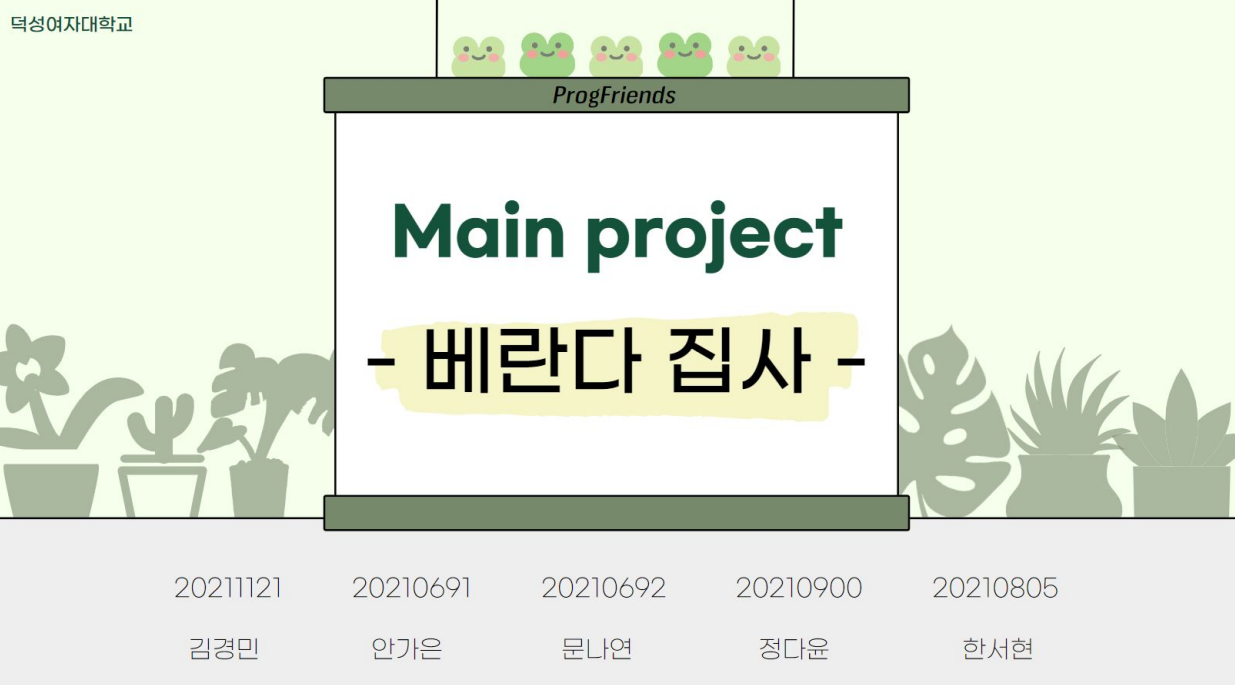 덕성여자대학교
ProgFriends
Main project
- 베란다 집사 -
20211121 20210691 20210692 20210900 20210805
김경민 안가은 문나연 정다윤 한서현